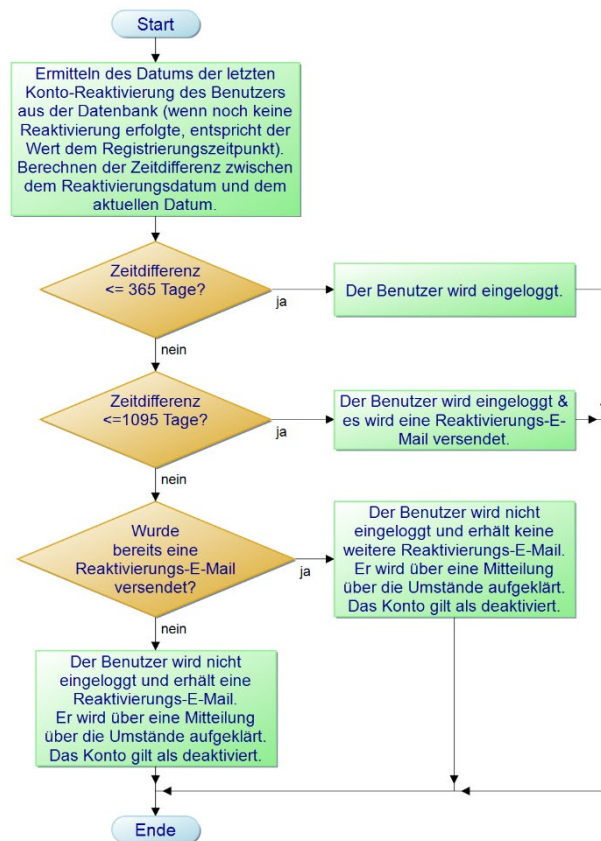 Start
Ermitteln des Datums der letzten
Konto-Reaktivierung des Benutzers
aus der Datenbank (wenn noch keine
Reaktivierung erfolgte, entspricht der
Wert dem Registrierungszeitpunkt).
Berechnen der Zeitdifferenz zwischen
dem Reaktivierungsdatum und dem
aktuellen Datum.
Zeitdifferenz
<= 365 Tage?
ja
Der Benutzer wird eingeloggt.
nein
Zeitdifferenz
<=1095 Tage?
ja
Der Benutzer wird eingeloggt &
es wird eine Reaktivierungs-E-
Mail versendet.
nein
Wurde
bereits eine
Reaktivierungs-E-Mail
versendet?
ja
Der Benutzer wird nicht
eingeloggt und erhält keine
weitere Reaktivierungs-E-Mail.
Er wird über eine Mitteilung
über die Umstände aufgeklärt.
Das Konto gilt als deaktiviert.
nein
Der Benutzer wird nicht
eingeloggt und erhält eine
Reaktivierungs-E-Mail.
Er wird über eine Mitteilung
über die Umstände aufgeklärt.
Das Konto gilt als deaktiviert.
Ende